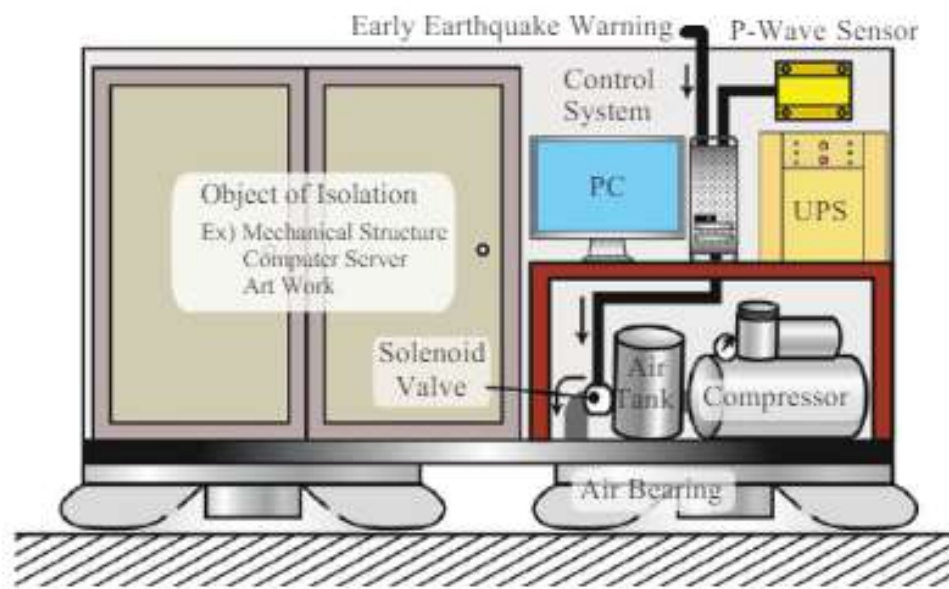 Early Earthquake Warning
P-Wave Sensor
Control
System
PC
UPS
Object of Isolation
Ex) Mechanical Structure
Computer Server
Art Work
Solenoid
Valve
Air
Tank
Compressor
Air Bearing